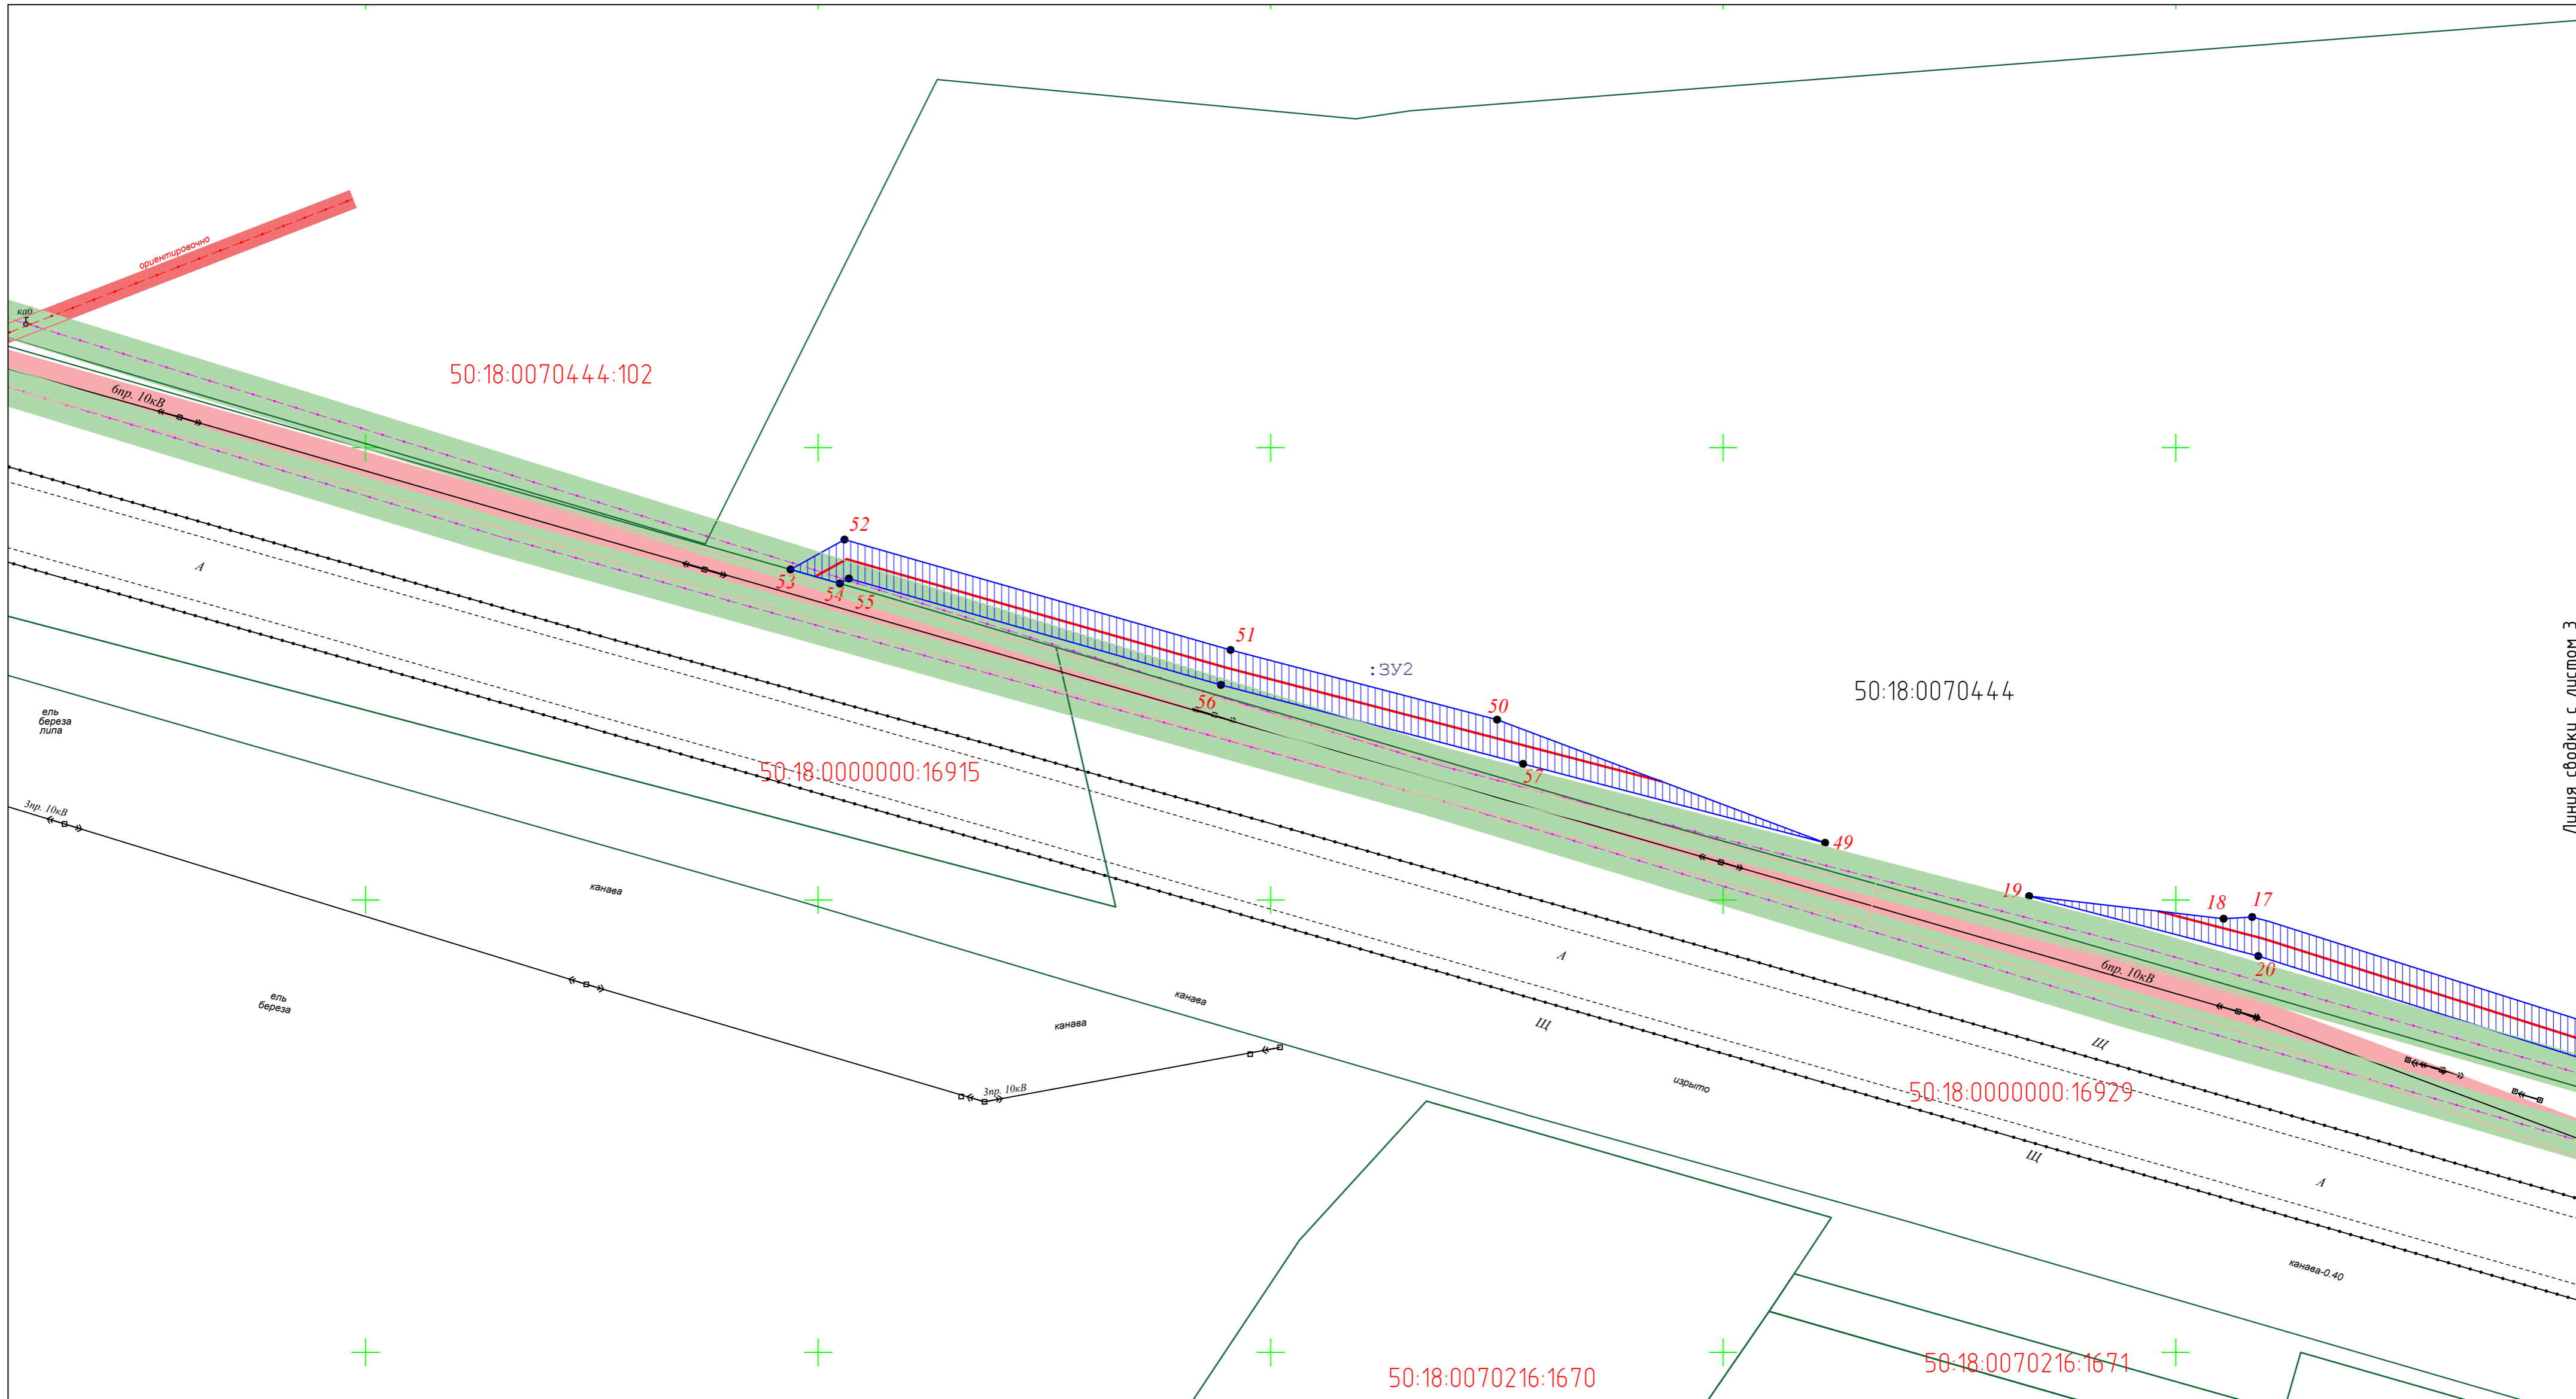 ориентировочно
каб
50:18:0070444:102
6пр. 10кВ
52
53
54
55
А
51
:ЗУ2
50
56
57
50:18:0070444
Линия сводки с листом 3
49
50:18:0000000:16915
ель
береза
липа
3пр. 10кВ
19
18
17
20
6пр. 10кВ
канава
А
ель
береза
канава
канава
Щ
Щ
изрыто
3пр. 10кВ
50:18:0000000:16929
Щ
А
канава-0.40
50:18:0070216:1670
50:18:0070216:1671